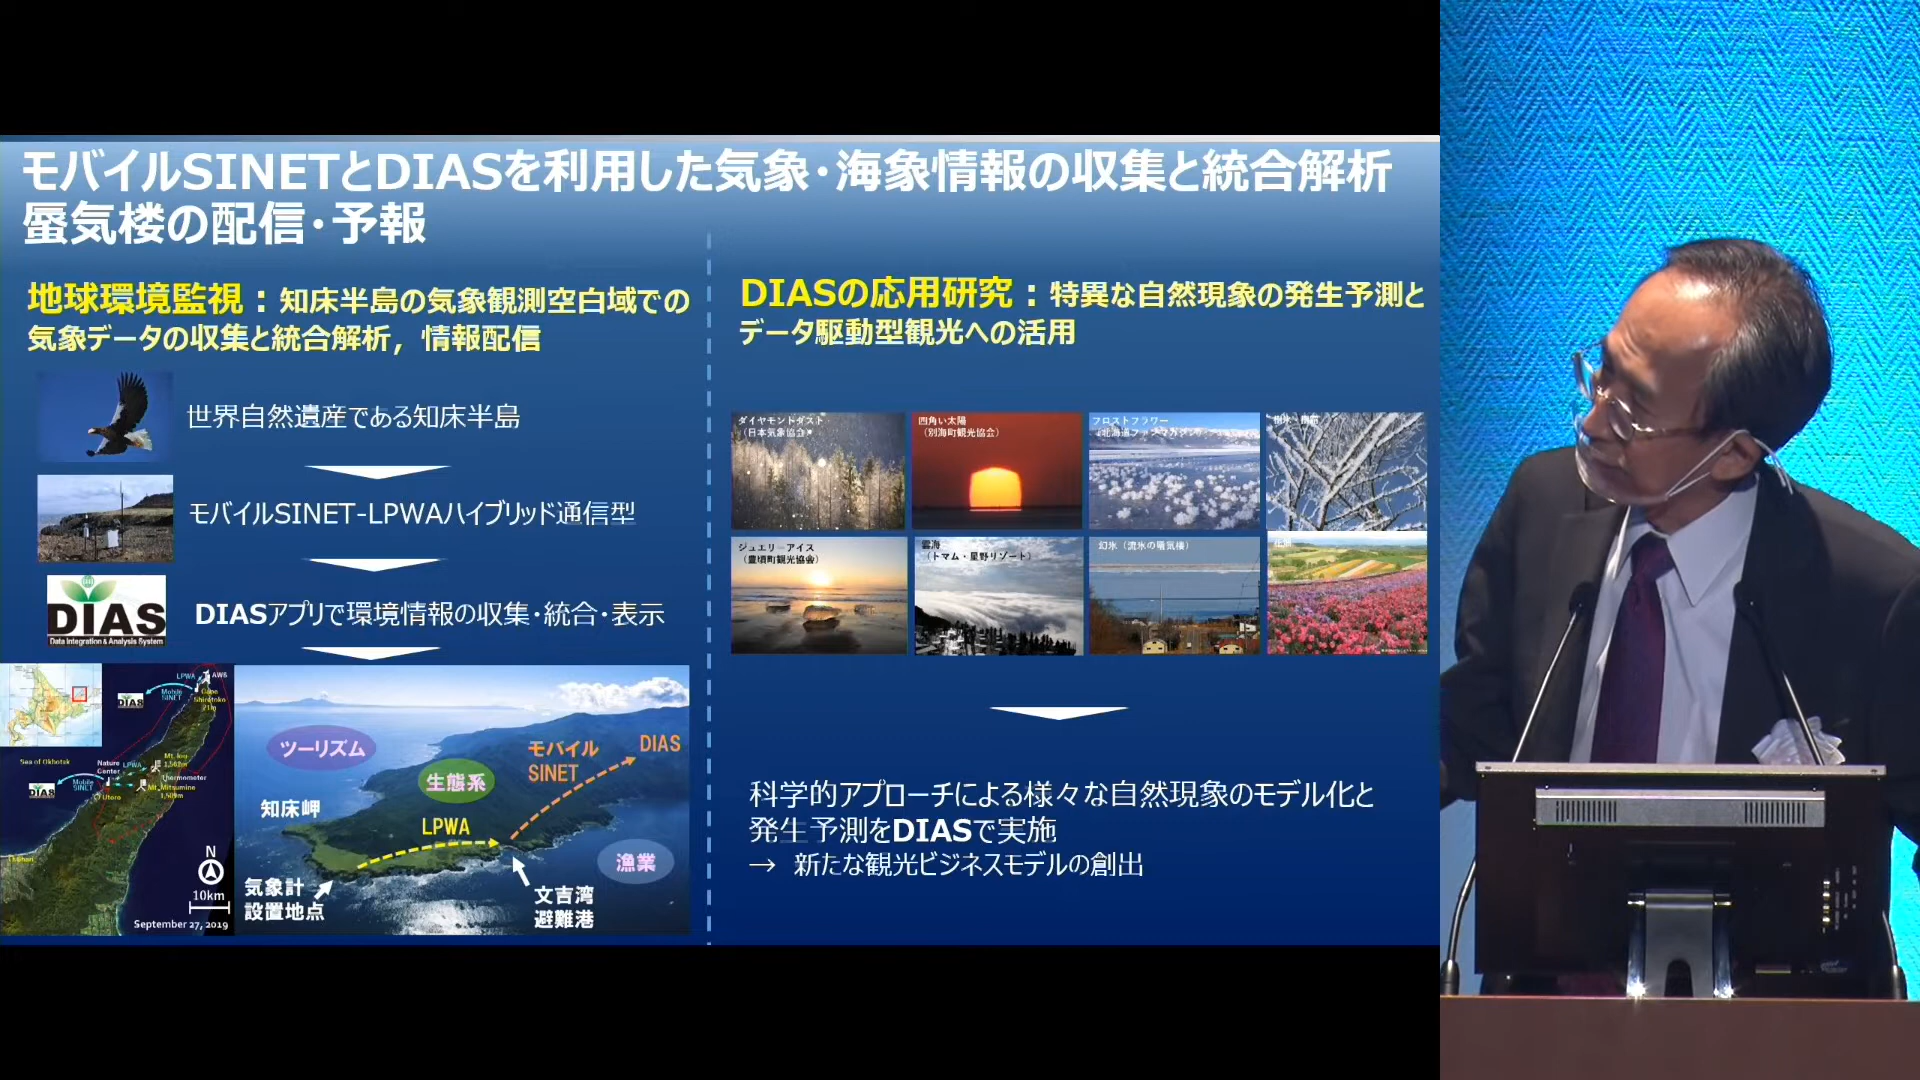 モバイルSINETとDIASを利用した気象・海象情報の収集と統合解析
蜃気楼の配信・予報
地球環境監視：知床半島の気象観測空白域での
気象データの収集と統合解析，情報配信
世界自然遺産である知床半島
モバイルSINET-LPWAハイブリッド通信型
DIAS
Data Integration & Analysis System
DIASアプリで環境情報の収集・統合・表示
LPWA
AWS
Mobile
SINET
DIAS
Cape
Shiretoko
Sea of Okhotsk
Nature
Center
LPWA
Mobile
SINET
DIAS
Thermometer
Utoro
N
10km
September 27, 2019
ツーリズム
生態系
モバイル
SINET
DIAS
知床岬
LPWA
漁業
気象計
設置地点
文吉湾
避難港
DIASの応用研究：特異な自然現象の発生予測と
データ駆動型観光への活用
ダイヤモンドダスト
（日本気象協会）
四角い太陽
（別海町観光協会）
フロストフラワー
ジュエリーアイス
（豊頃町観光協会）
雲海
（トマム・星野リゾート）
幻氷（流氷の蜃気楼）
科学的アプローチによる様々な自然現象のモデル化と
発生予測をDIASで実施
→ 新たな観光ビジネスモデルの創出